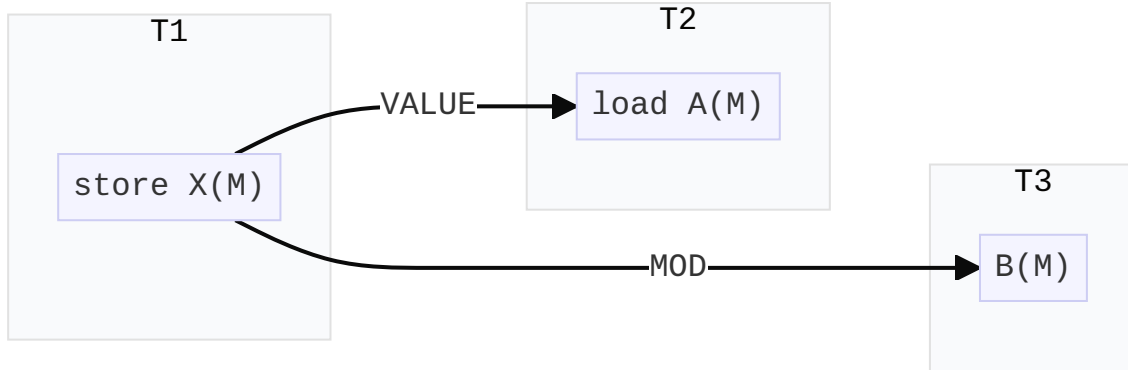 T1
T2
VALUE
load A(M)
store X(M)
T3
MOD
B(M)